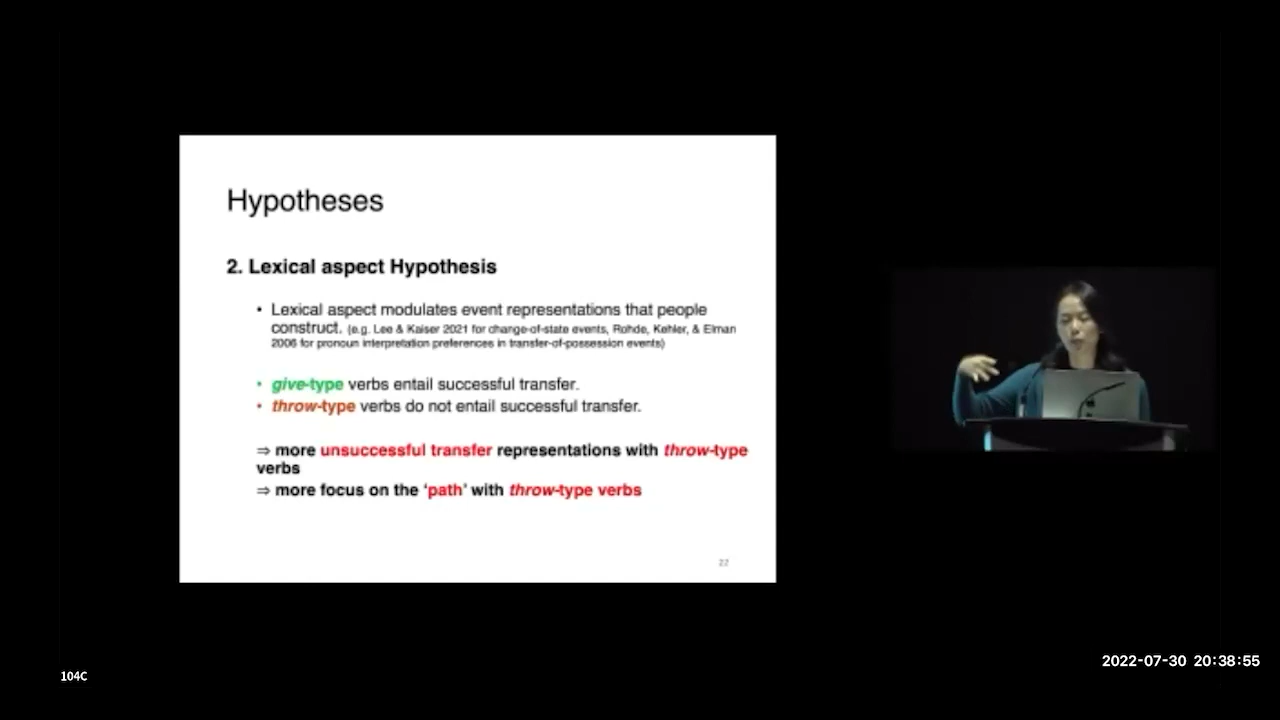 Hypotheses
2. Lexical aspect Hypothesis
• Lexical aspect modulates event representations that people
construct. (e.g. Lee & Kaiser 2021 for change-of-state events, Rohde, Kehler, & Elman
2006 for pronoun interpretation preferences in transfer-of-possession events)
• give-type verbs entail successful transfer.
• throw-type verbs do not entail successful transfer.
⇒ more unsuccessful transfer representations with throw-type
verbs
⇒ more focus on the ‘path’ with throw-type verbs
22
2022-07-30 20:38:55
104C